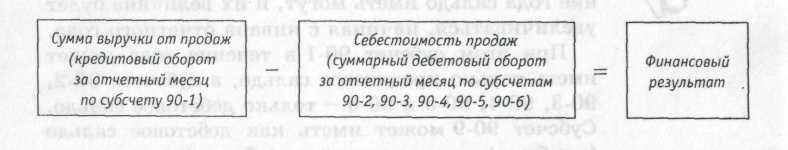 Сумма выручки от продаж
(кредитовый оборот
за отчетный месяц
по субсчету 90-1)
−
Себестоимость продаж
(суммарный дебетовый оборот
за отчетный месяц по субсчетам
90-2, 90-3, 90-4, 90-5, 90-6)
=
Финансовый
результат